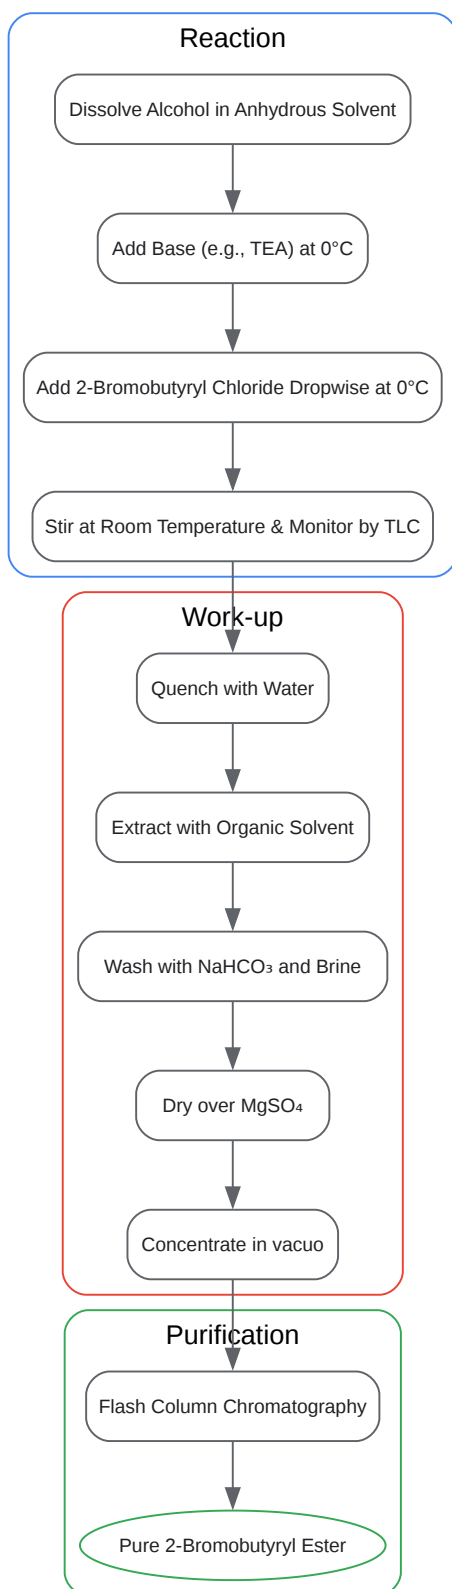 Reaction
Dissolve Alcohol in Anhydrous Solvent
Add Base (e.g., TEA) at 0°C
Add 2-Bromobutyryl Chloride Dropwise at 0°C
Stir at Room Temperature & Monitor by TLC
Work-up
Quench with Water
Extract with Organic Solvent
Wash with NaHCO₃ and Brine
Dry over MgSO₄
Concentrate in vacuo
Purification
Flash Column Chromatography
Pure 2-Bromobutyryl Ester